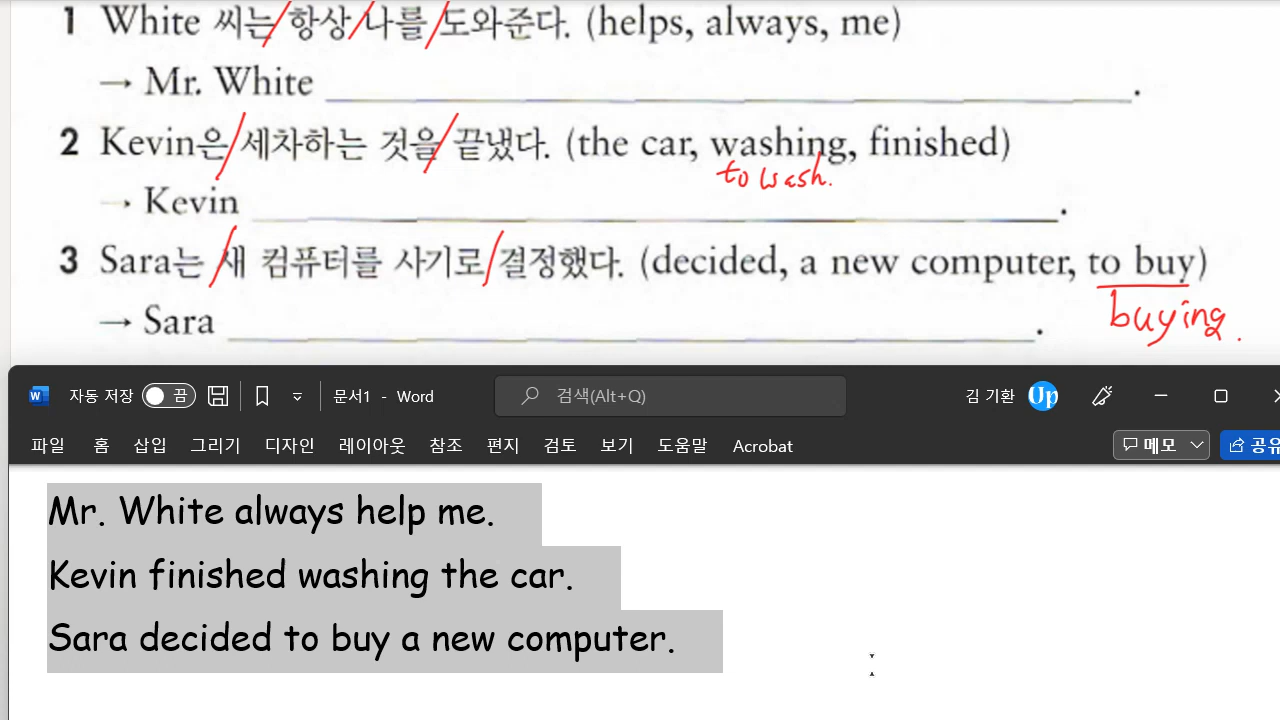 1 White 씨는/항상/나를/도와준다. (helps, always, me)
→ Mr. White ____________________.
2 Kevin은/세차하는 것을/끝냈다. (the car, washing, finished)
to wash.
→ Kevin ____________________.
3 Sara는/새 컴퓨터를 사기로/결정했다. (decided, a new computer, to buy)
buying.
→ Sara ____________________.
자동 저장 끔 문서1 - Word 검색(Alt+Q) 김 기환 Up
파일 홈 삽입 그리기 디자인 레이아웃 참조 편지 검토 보기 도움말 Acrobat 메모 공유
Mr. White always help me.
Kevin finished washing the car.
Sara decided to buy a new computer.